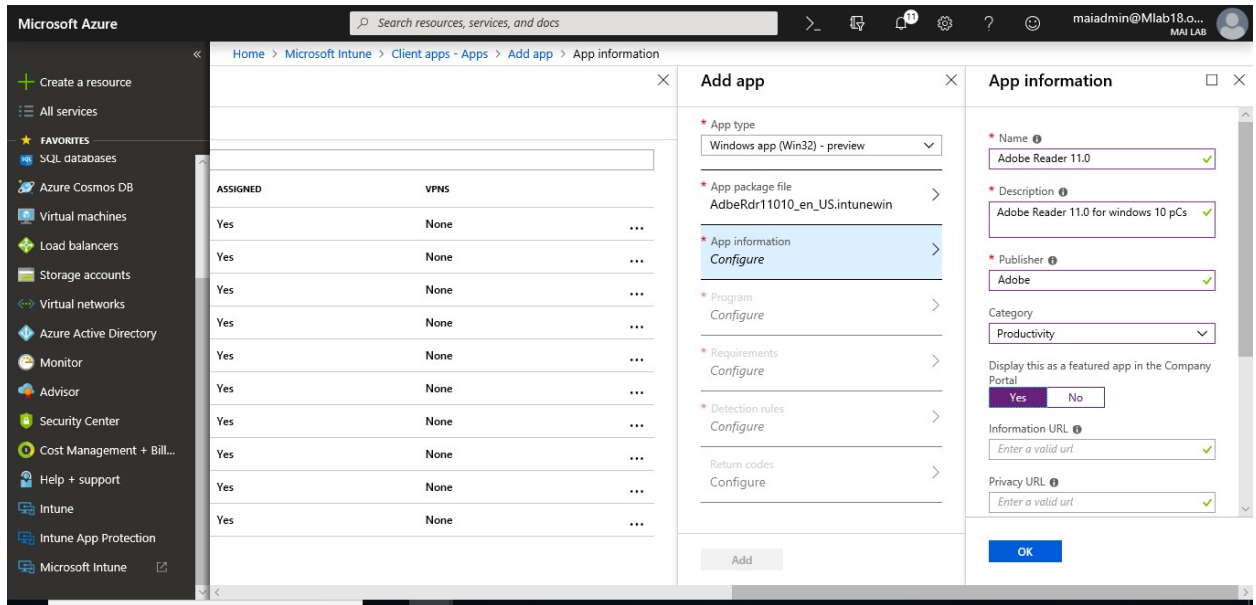 Microsoft Azure
Search resources, services, and docs
11
maiadmin@Mlab18.o...
MAI LAB
Home > Microsoft Intune > Client apps - Apps > Add app > App information
Create a resource
All services
FAVORITES
SQL databases
Azure Cosmos DB
Virtual machines
Load balancers
Storage accounts
Virtual networks
Azure Active Directory
Monitor
Advisor
Security Center
Cost Management + Bill...
Help + support
Intune
Intune App Protection
Microsoft Intune
ASSIGNED VPNS
Yes None ...
Yes None ...
Yes None ...
Yes None ...
Yes None ...
Yes None ...
Yes None ...
Yes None ...
Yes None ...
Yes None ...
Add app
* App type
Windows app (Win32) - preview
* App package file
AdbeRdr11010_en_US.intunewin
* App information
Configure
* Program
Configure
* Requirements
Configure
* Detection rules
Configure
Return codes
Configure
Add
App information
* Name
Adobe Reader 11.0
* Description
Adobe Reader 11.0 for windows 10 pCs
* Publisher
Adobe
Category
Productivity
Display this as a featured app in the Company
Portal
Yes No
Information URL
Enter a valid url
Privacy URL
Enter a valid url
OK